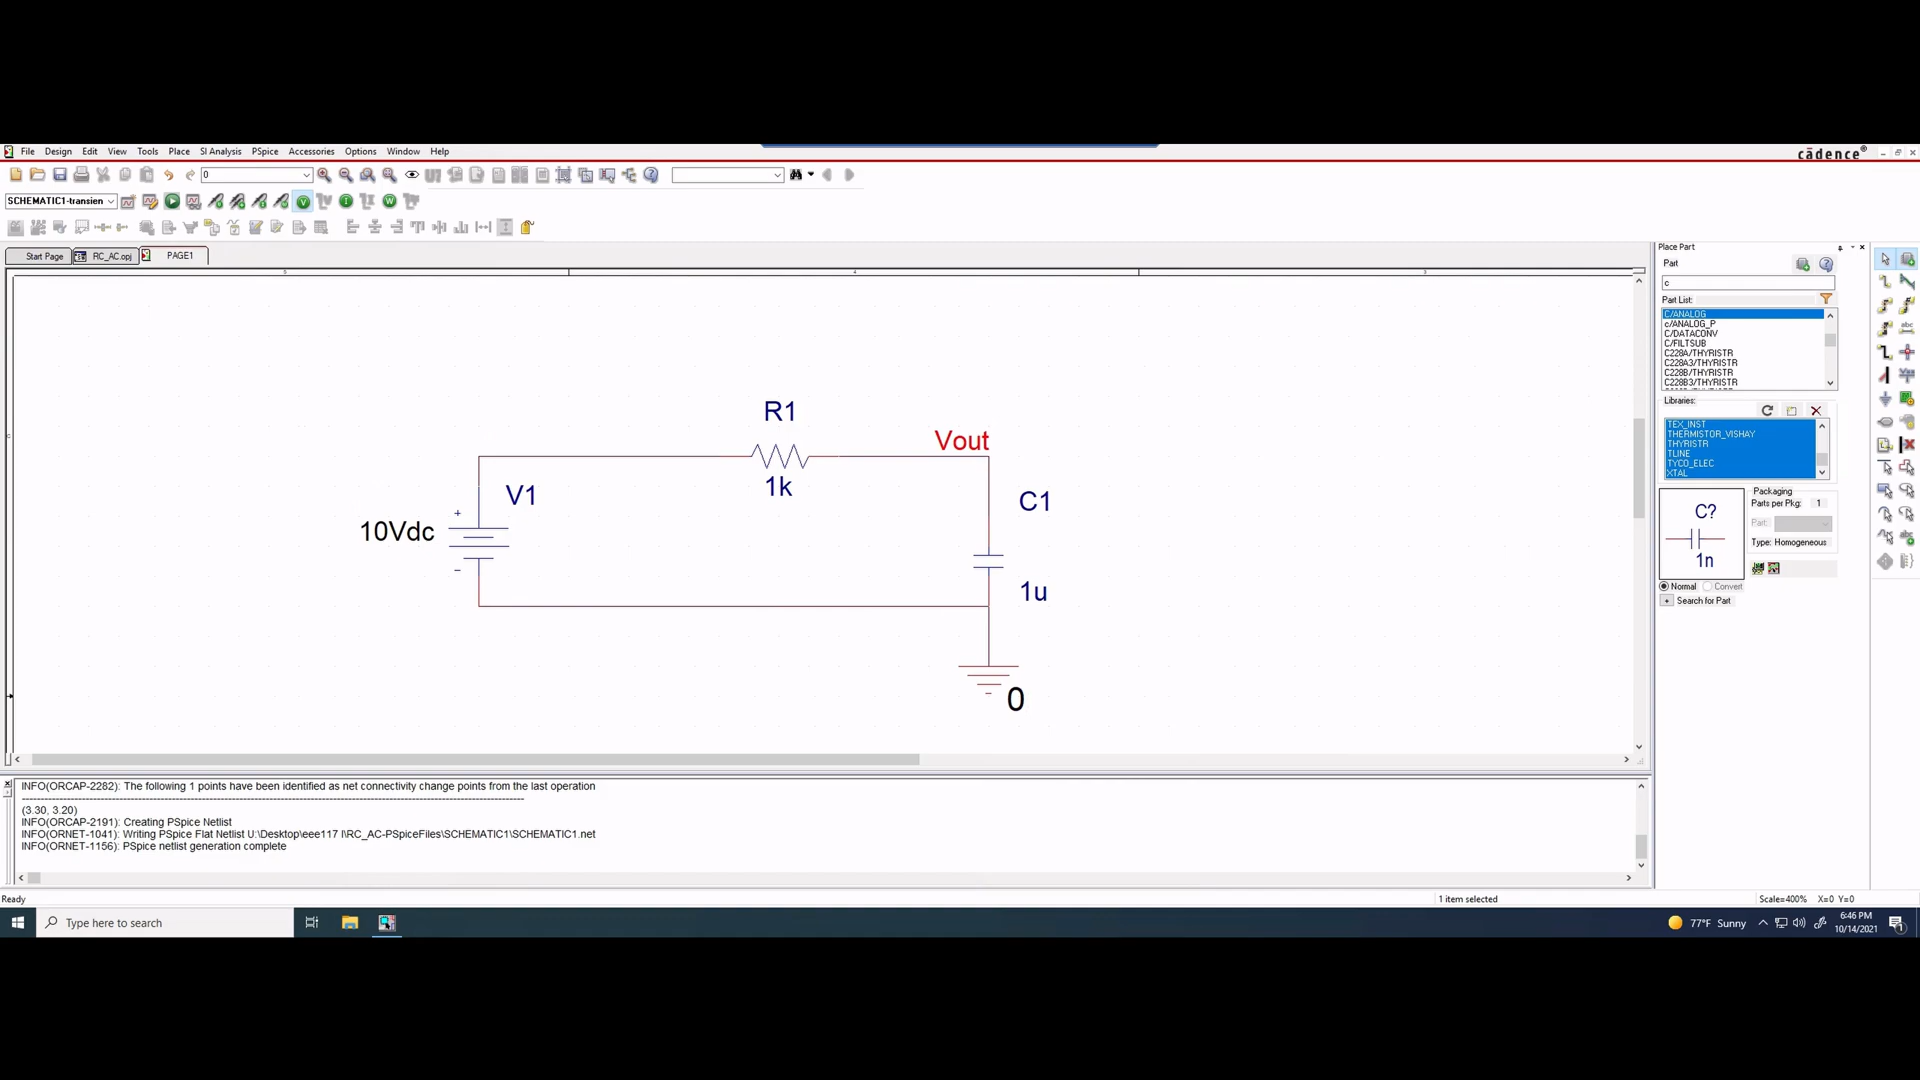 File Design Edit View Tools Place SI Analysis PSpice Accessories Options Window Help
cādence®
0
SCHEMATIC1-transien
Start Page
RC_AC.opj
PAGE1
5
4
3
R1
1k
Vout
V1
+
10Vdc
-
C1
1u
0
Place Part
Part
c
Part List:
C/ANALOG
c/ANALOG_P
C/DATACONV
C/FILTSUB
C228A/THYRISTR
C228A3/THYRISTR
C228B/THYRISTR
C228B3/THYRISTR
Libraries:
TEX_INST
THERMISTOR_VISHAY
THYRISTR
TLINE
TYCO_ELEC
XTAL
C?
1n
Packaging
Parts per Pkg: 1
Part:
Type: Homogeneous
Normal Convert
+ Search for Part
INFO(ORCAP-2282): The following 1 points have been identified as net connectivity change points from the last operation
(3.30, 3.20)
INFO(ORCAP-2191): Creating PSpice Netlist
INFO(ORNET-1041): Writing PSpice Flat Netlist U:\Desktop\eee117 l\RC_AC-PSpiceFiles\SCHEMATIC1\SCHEMATIC1.net
INFO(ORNET-1156): PSpice netlist generation complete
Ready
1 item selected
Scale=400% X=0 Y=0
Type here to search
77°F Sunny
6:46 PM
10/14/2021
1